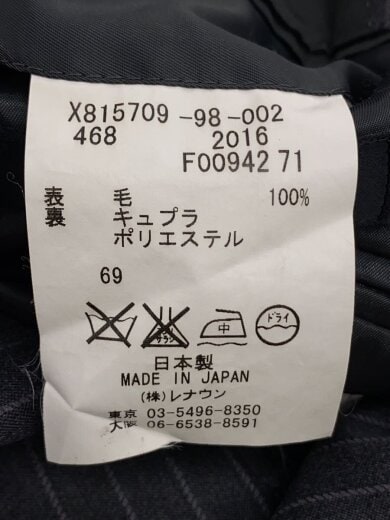 X815709 -98 -002
468 2016
F00942 71
表 毛 100%
裏 キュプラ
ポリエステル
69
中 ドライ
日本製
MADE IN JAPAN
(株)レナウン
東京 03-5496-8350
大阪 06-6538-8591